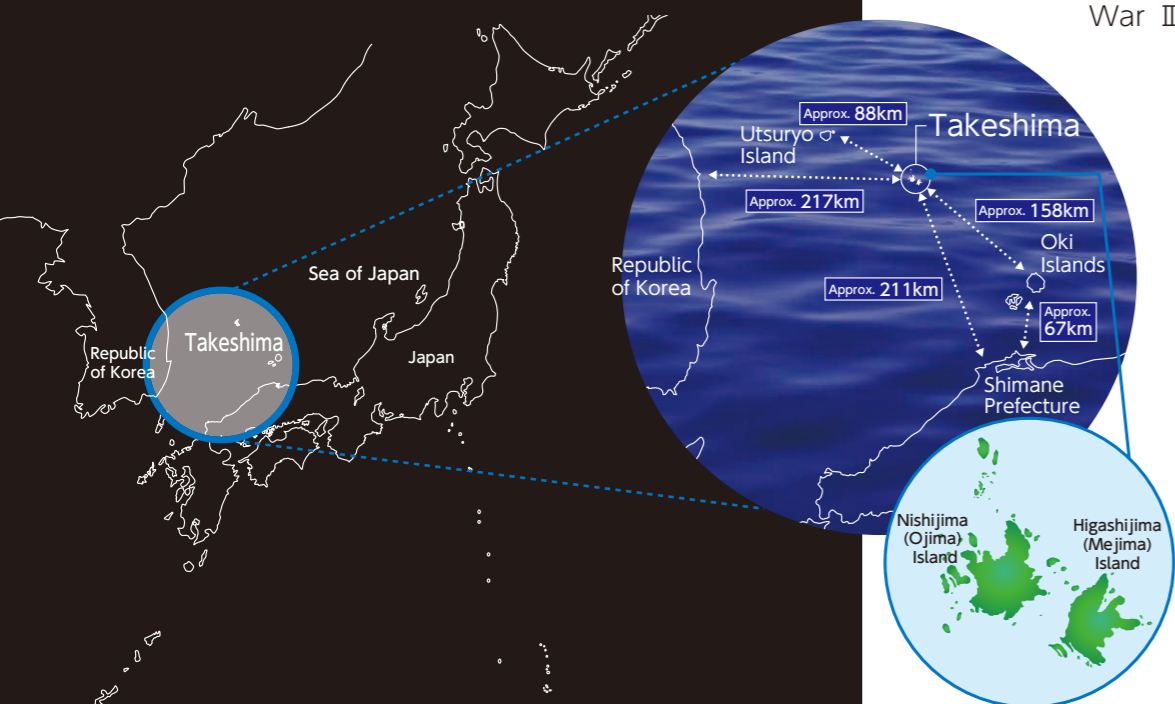 War Ⅱ
Sea of Japan
Takeshima
Republic
of Korea
Japan
Approx. 88km
Utsuryo
Island
Takeshima
Approx. 217km
Approx. 158km
Oki
Islands
Republic
of Korea
Approx. 211km
Approx.
67km
Shimane
Prefecture
Nishijima
(Ojima)
Island
Higashijima
(Mejima)
Island